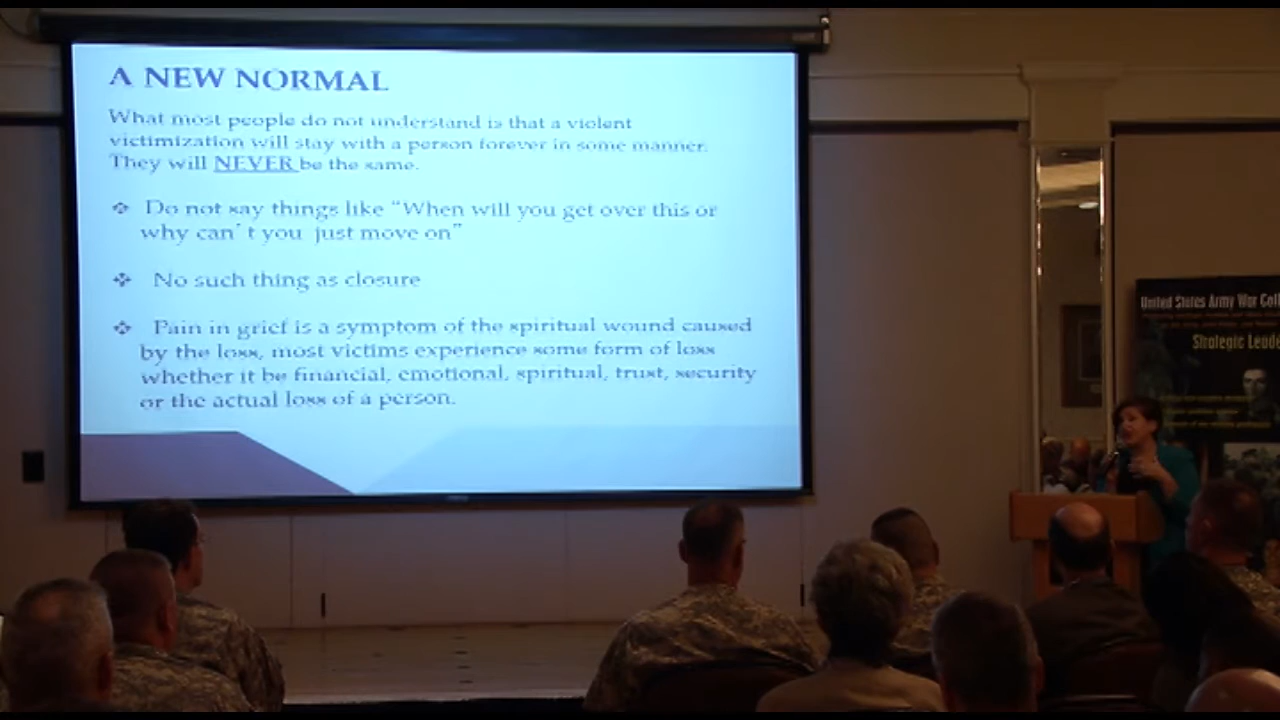 A NEW NORMAL
What most people do not understand is that a violent
victimization will stay with a person forever in some manner.
They will NEVER be the same.
❖ Do not say things like "When will you get over this or
why can' t you just move on"
❖ No such thing as closure
❖ Pain in grief is a symptom of the spiritual wound caused
by the loss, most victims experience some form of loss
whether it be financial, emotional, spiritual, trust, security
or the actual loss of a person.
United States Army War Coll
Strategic Leade